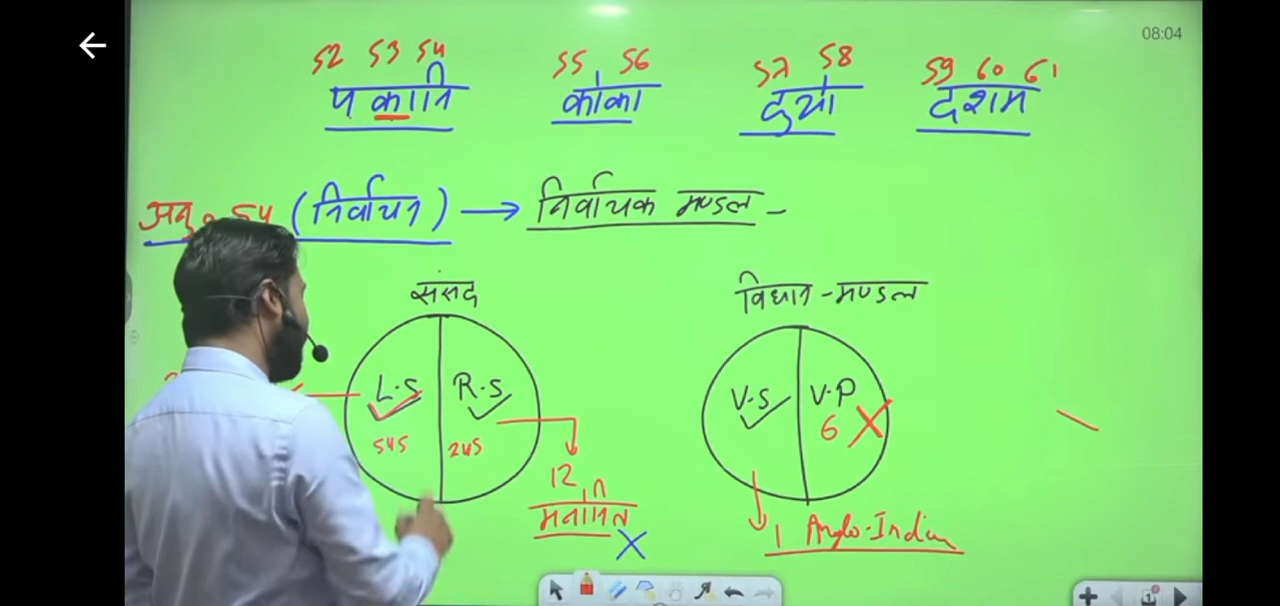 08:04
52 53 54 55 56 57 58 59 60 61
प का नि का का दु यो द श म
अनु० 54 (निर्वाचन) → निर्वाचक मण्डल -
संसद विधान-मण्डल
L.S R.S V.S V.P
545 245 6
12
मनोनित
1 Anglo-Indian